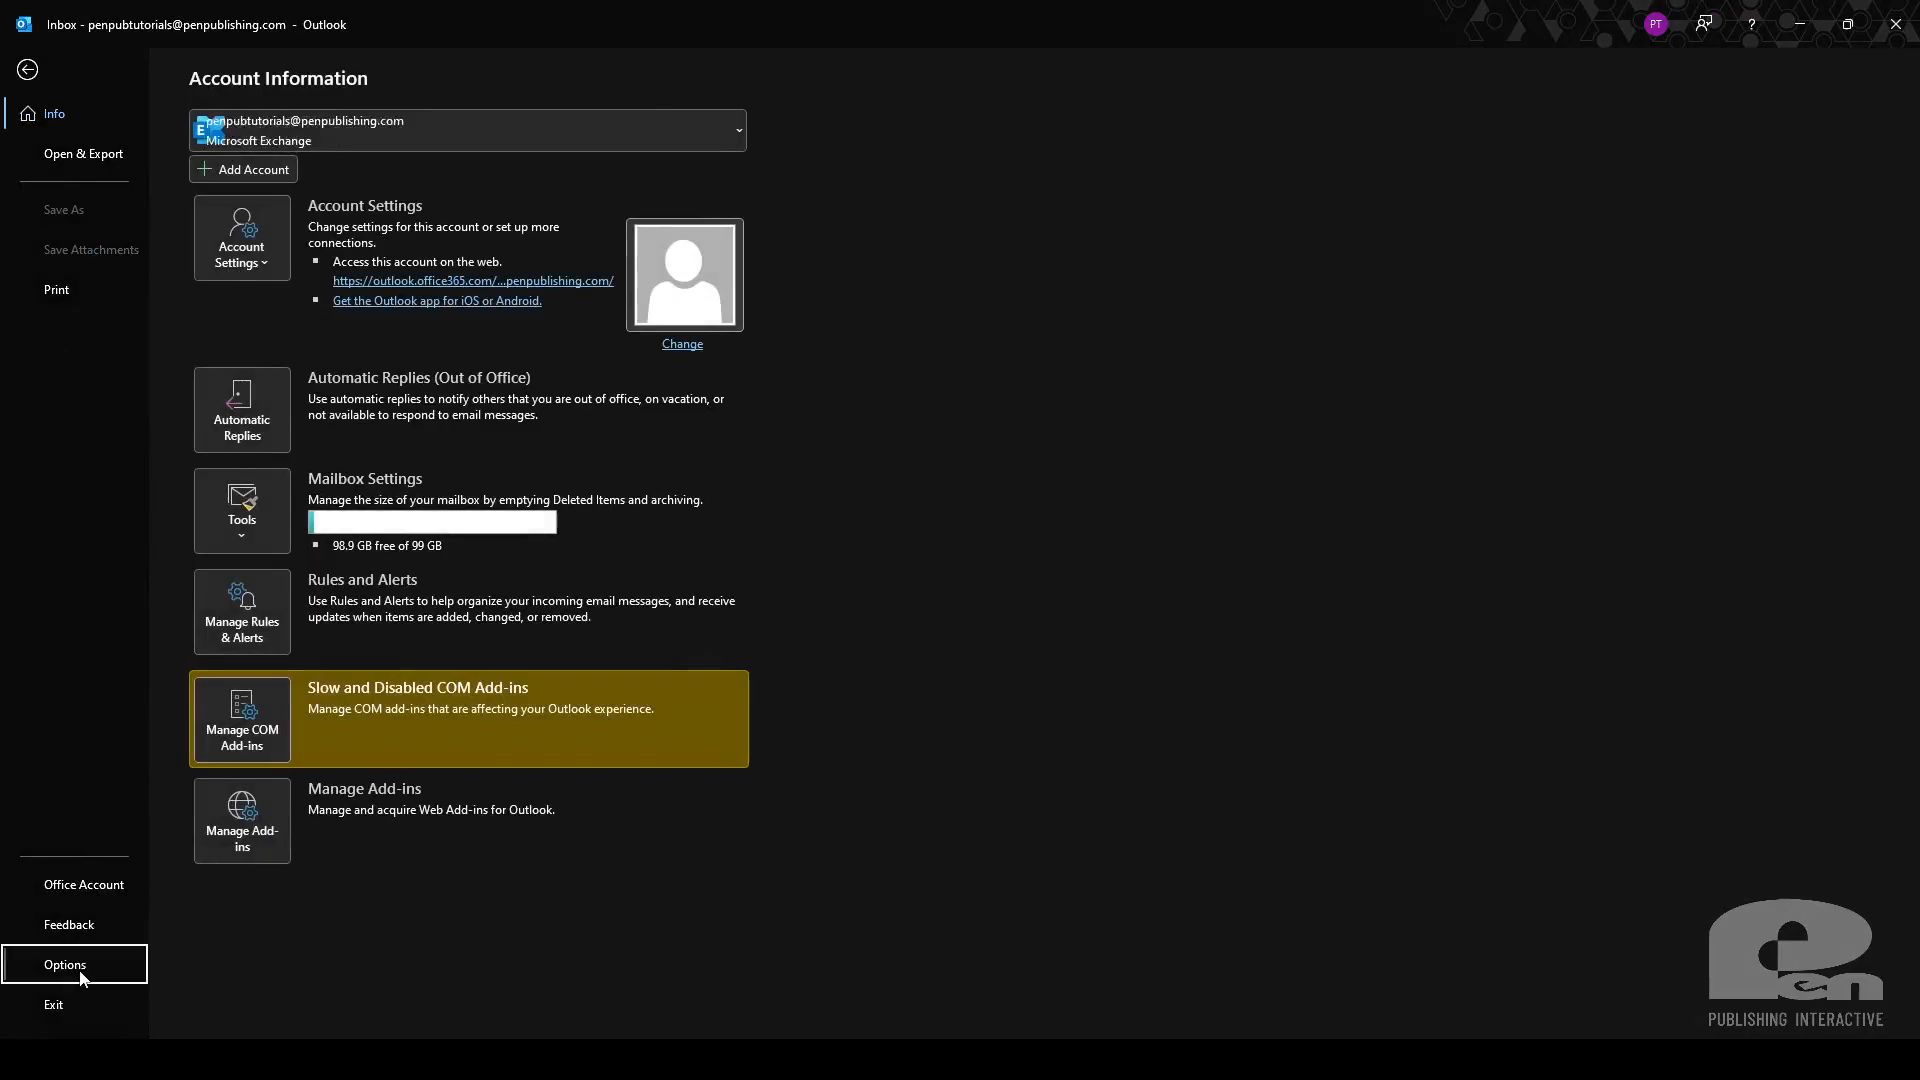 Inbox - penpubtutorials@penpublishing.com - Outlook
PT
?
Account Information
Info
Open & Export
Save As
Save Attachments
Print
E
penpubtutorials@penpublishing.com
Microsoft Exchange
Add Account
Account
Settings
Account Settings
Change settings for this account or set up more
connections.
Access this account on the web.
https://outlook.office365.com/...penpublishing.com/
Get the Outlook app for iOS or Android.
Change
Automatic
Replies
Automatic Replies (Out of Office)
Use automatic replies to notify others that you are out of office, on vacation, or
not available to respond to email messages.
Tools
Mailbox Settings
Manage the size of your mailbox by emptying Deleted Items and archiving.
98.9 GB free of 99 GB
Manage Rules
& Alerts
Rules and Alerts
Use Rules and Alerts to help organize your incoming email messages, and receive
updates when items are added, changed, or removed.
Manage COM
Add-ins
Slow and Disabled COM Add-ins
Manage COM add-ins that are affecting your Outlook experience.
Manage Add-
ins
Manage Add-ins
Manage and acquire Web Add-ins for Outlook.
Office Account
Feedback
Options
Exit
Pen
PUBLISHING INTERACTIVE